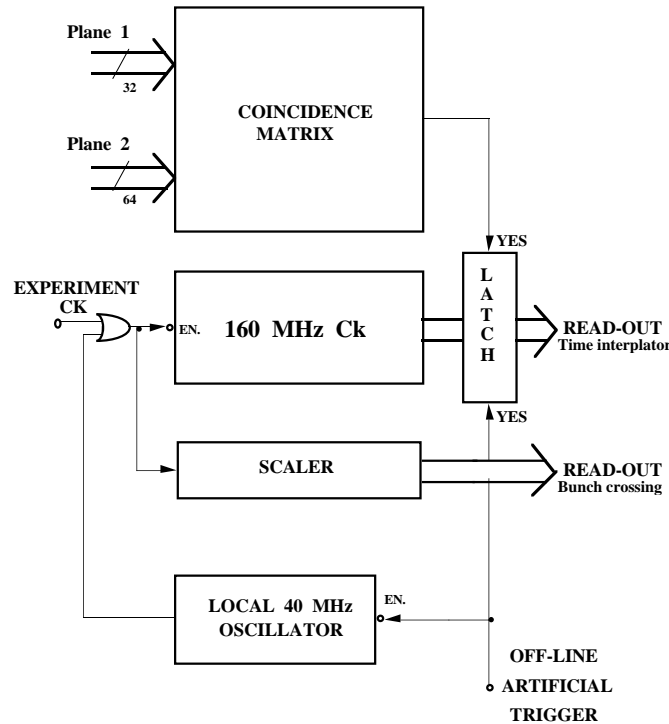 Plane 1
32
COINCIDENCE
MATRIX
Plane 2
64
YES
EXPERIMENT
CK
EN.
160 MHz Ck
LATCH
READ-OUT
Time interplator
YES
SCALER
READ-OUT
Bunch crossing
LOCAL 40 MHz
OSCILLATOR
EN.
OFF-LINE
ARTIFICIAL
TRIGGER